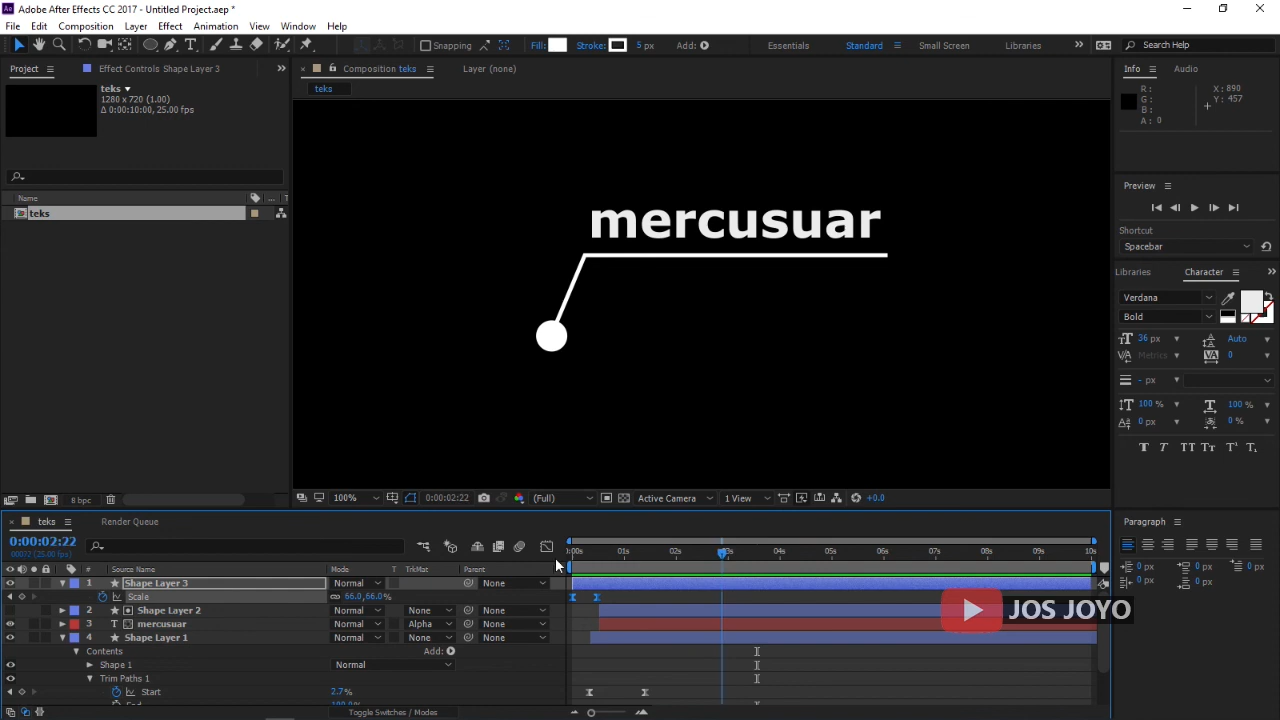 Adobe After Effects CC 2017 - Untitled Project.aep *
File Edit Composition Layer Effect Animation View Window Help
Snapping Fill: Stroke: 5 px Add: Essentials Standard Small Screen Libraries Search Help
Project Effect Controls Shape Layer 3 Composition teks Layer (none) Info Audio
teks
1280 x 720 (1.00)
Δ 0:00:10:00, 25.00 fps
teks
R :
G :
B :
A : 0
X : 890
Y : 457
mercusuar
Preview
Shortcut
Spacebar
Libraries Character
Verdana
Bold
36 px Auto
Metrics 0
- px
100 % 100 %
0 px 0 %
T T TT Tr T¹ T₁
Name
teks
8 bpc
100% 0:00:02:22 (Full) Active Camera 1 View +0.0
teks Render Queue
0:00:02:22
00072 (25.00 fps)
:00s 01s 02s 03s 04s 05s 06s 07s 08s 09s 10s
# Source Name Mode T TrkMat Parent
1 Shape Layer 3 Normal None
Scale 66.0,66.0%
2 Shape Layer 2 Normal None None
3 mercusuar Normal Alpha None
4 Shape Layer 1 Normal None None
Contents Add:
Shape 1 Normal
Trim Paths 1
Start 2.7%
Toggle Switches / Modes
JOS JOYO
Paragraph
0 px 0 px 0 px
0 px 0 px